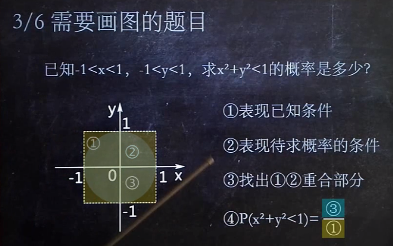 3/6 需要画图的题目
已知-1<x<1，-1<y<1，求x²+y²<1的概率是多少？
y
1
①
②
-1 0 1 x
③
-1
①表现已知条件
②表现待求概率的条件
③找出①②重合部分
④P(x²+y²<1)=③/①